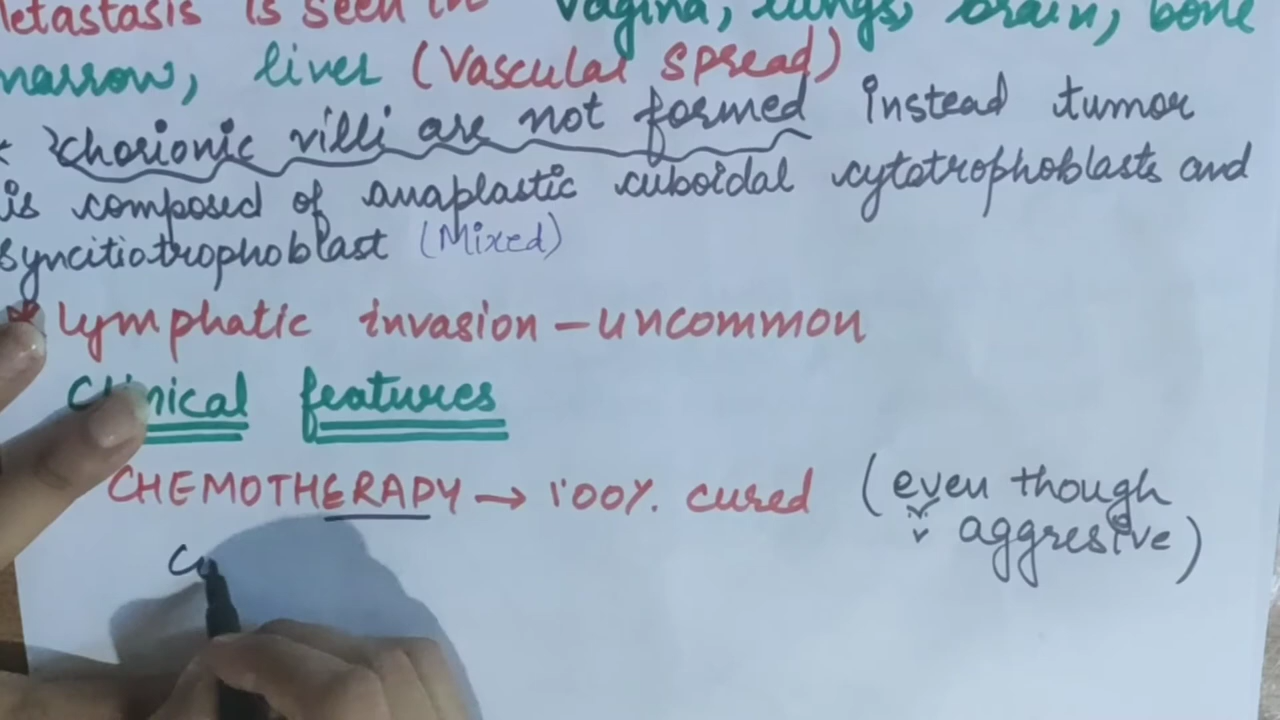 Metastasis is seen in vagina, lungs, brain, bone
marrow, liver (Vascular spread)
* chorionic villi are not formed instead tumor
is composed of anaplastic cuboidal cytotrophoblasts and
syncitiotrophoblast (Mixed)
* Lymphatic invasion - uncommon
Clinical features
CHEMOTHERAPY → 100% cured (even though
aggresive)